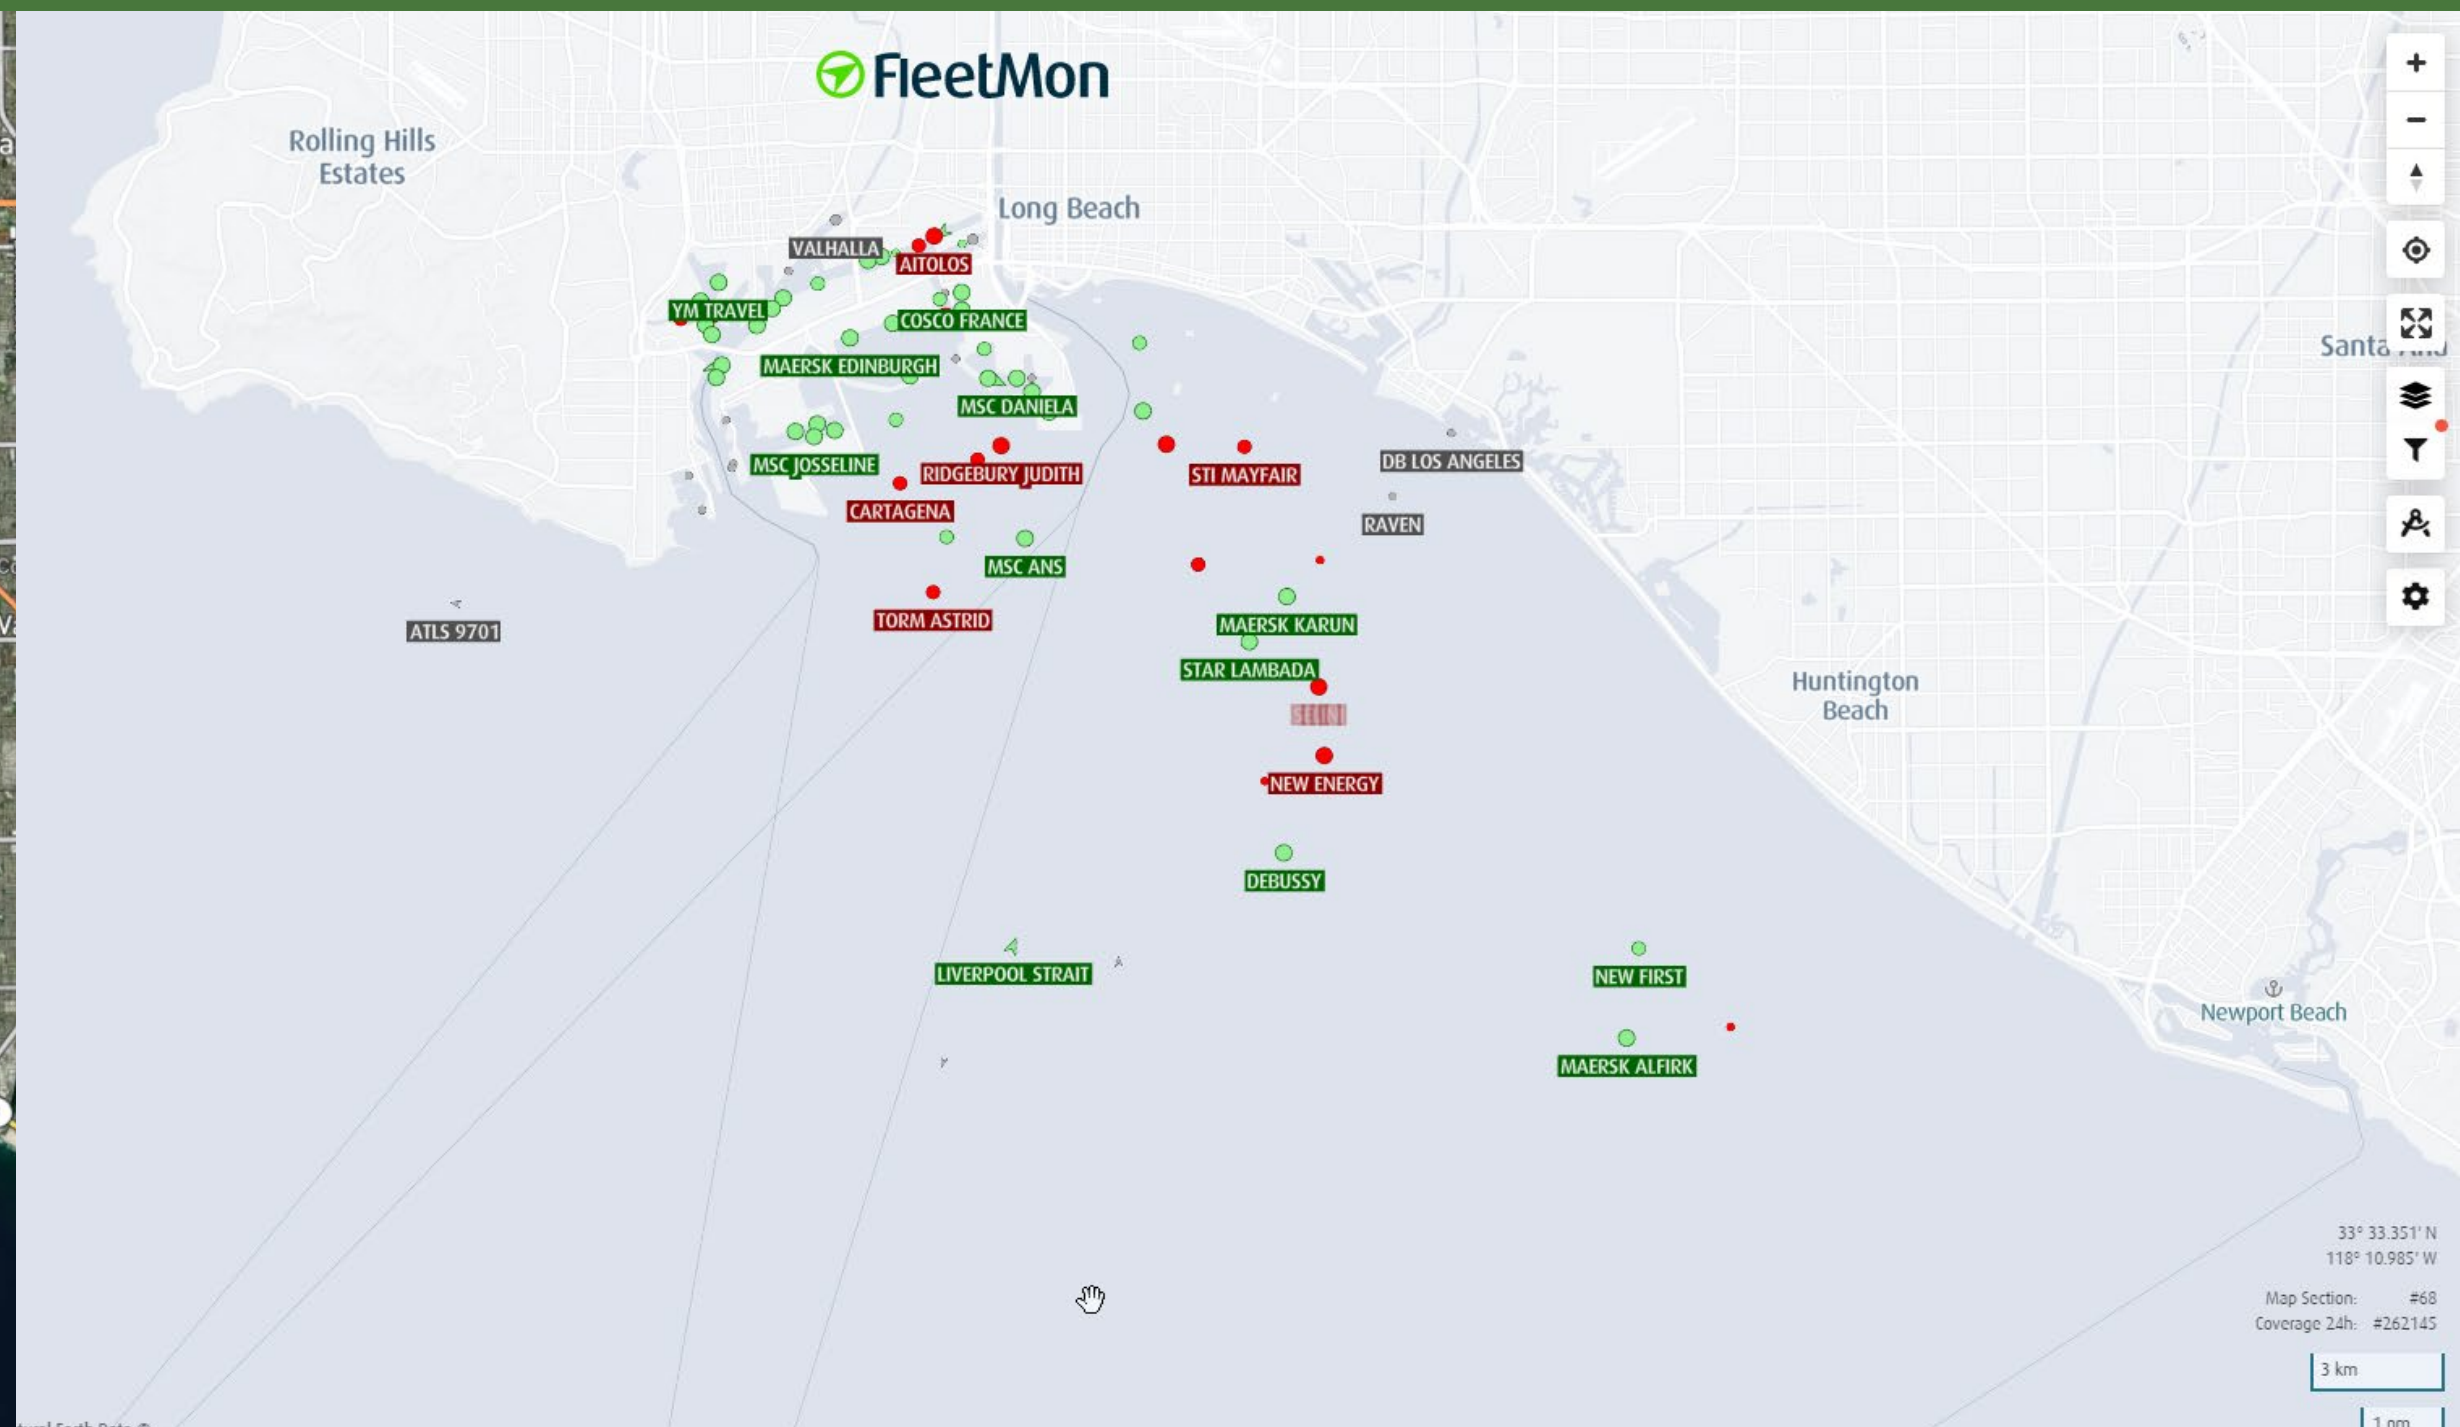 FleetMon
Rolling Hills
Estates
Long Beach
VALHALLA
AITOLOS
YM TRAVEL
COSCO FRANCE
MAERSK EDINBURGH
MSC DANIELA
MSC JOSSELINE
RIDGEBURY JUDITH
STI MAYFAIR
DB LOS ANGELES
CARTAGENA
RAVEN
MSC ANS
TORM ASTRID
MAERSK KARUN
ATLS 9701
STAR LAMBADA
NEW ENERGY
DEBUSSY
LIVERPOOL STRAIT
NEW FIRST
MAERSK ALFIRK
Santa
Huntington
Beach
Newport Beach
33° 33.351' N
118° 10.985' W
Map Section: #68
Coverage 24h: #262145
3 km
1 nm